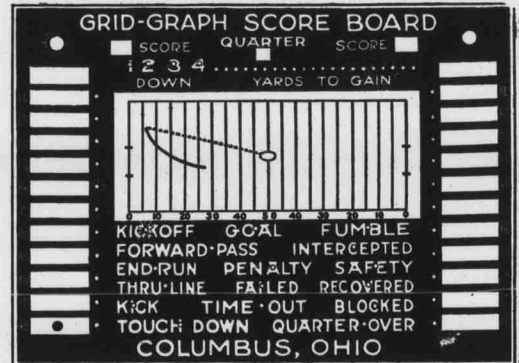 GRID-GRAPH SCORE BOARD
SCORE QUARTER SCORE
1 2 3 4
DOWN YARDS TO GAIN
0 10 20 30 40 50 40 30 20 10 0
KICKOFF GOAL FUMBLE
FORWARD-PASS INTERCEPTED
END-RUN PENALTY SAFETY
THRU-LINE FAILED RECOVERED
KICK TIME-OUT BLOCKED
TOUCH DOWN QUARTER-OVER
COLUMBUS, OHIO